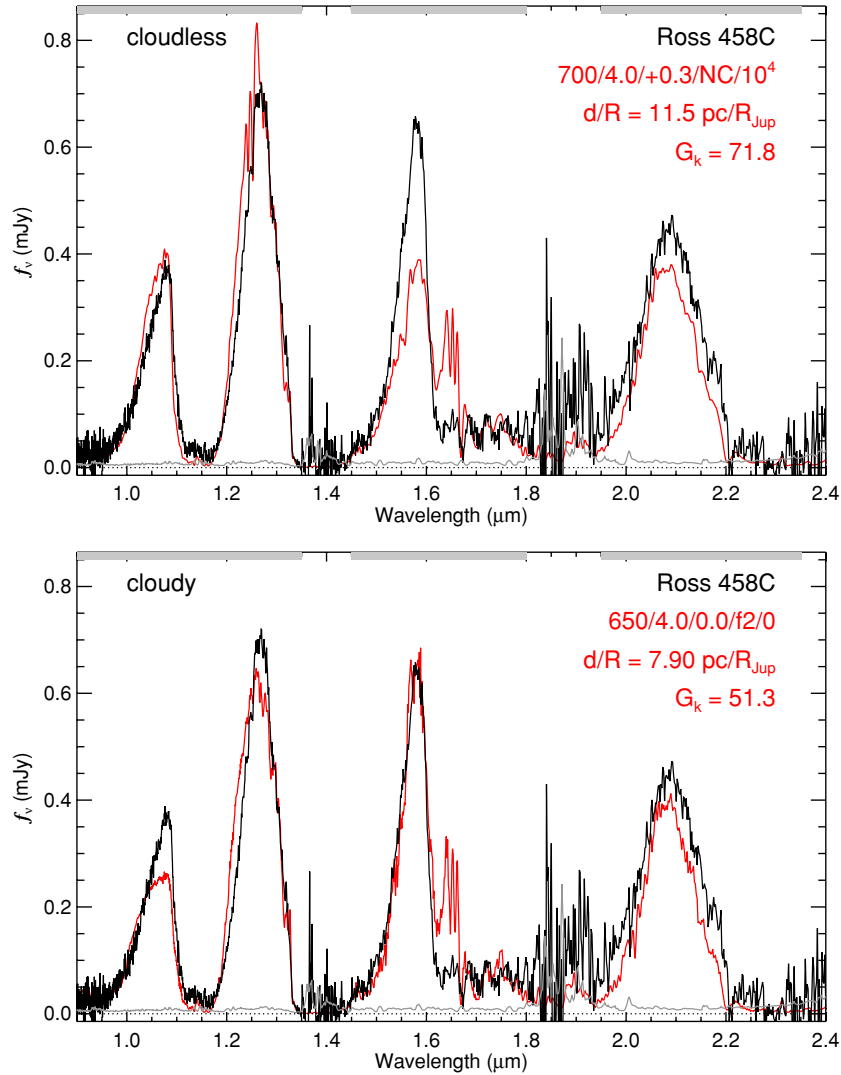 cloudless
Ross 458C
700/4.0/+0.3/NC/10⁴
d/R = 11.5 pc/R_Jup
G_k = 71.8
0.8
0.6
0.4
0.2
0.0
f_ν (mJy)
1.0 1.2 1.4 1.6 1.8 2.0 2.2 2.4
Wavelength (μm)
cloudy
Ross 458C
650/4.0/0.0/f2/0
d/R = 7.90 pc/R_Jup
G_k = 51.3
0.8
0.6
0.4
0.2
0.0
f_ν (mJy)
1.0 1.2 1.4 1.6 1.8 2.0 2.2 2.4
Wavelength (μm)